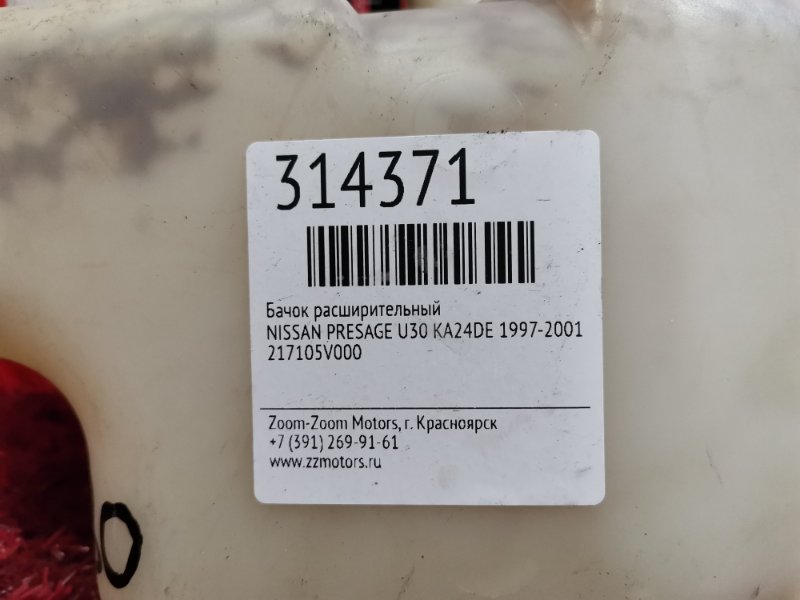 314371
Бачок расширительный
NISSAN PRESAGE U30 KA24DE 1997-2001
217105V000
Zoom-Zoom Motors, г. Красноярск
+7 (391) 269-91-61
www.zzmotors.ru